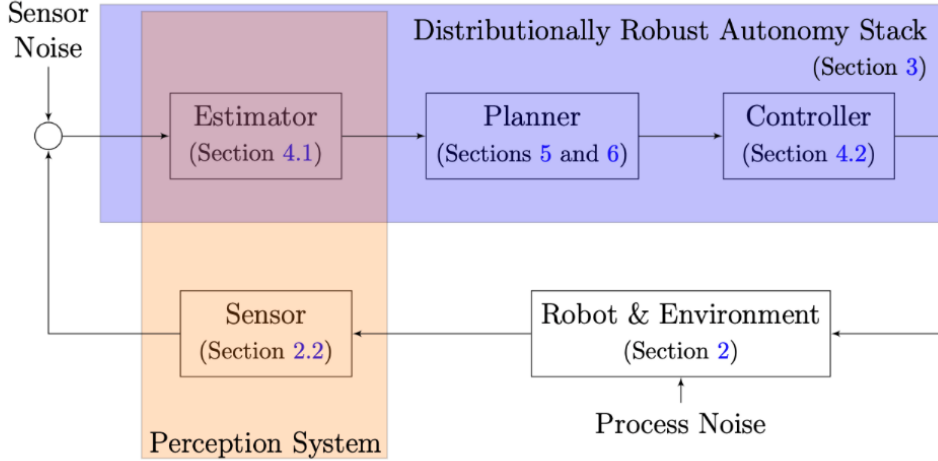 Sensor
Noise
Distributionally Robust Autonomy Stack
(Section 3)
Estimator
(Section 4.1)
Planner
(Sections 5 and 6)
Controller
(Section 4.2)
Sensor
(Section 2.2)
Robot & Environment
(Section 2)
Process Noise
Perception System